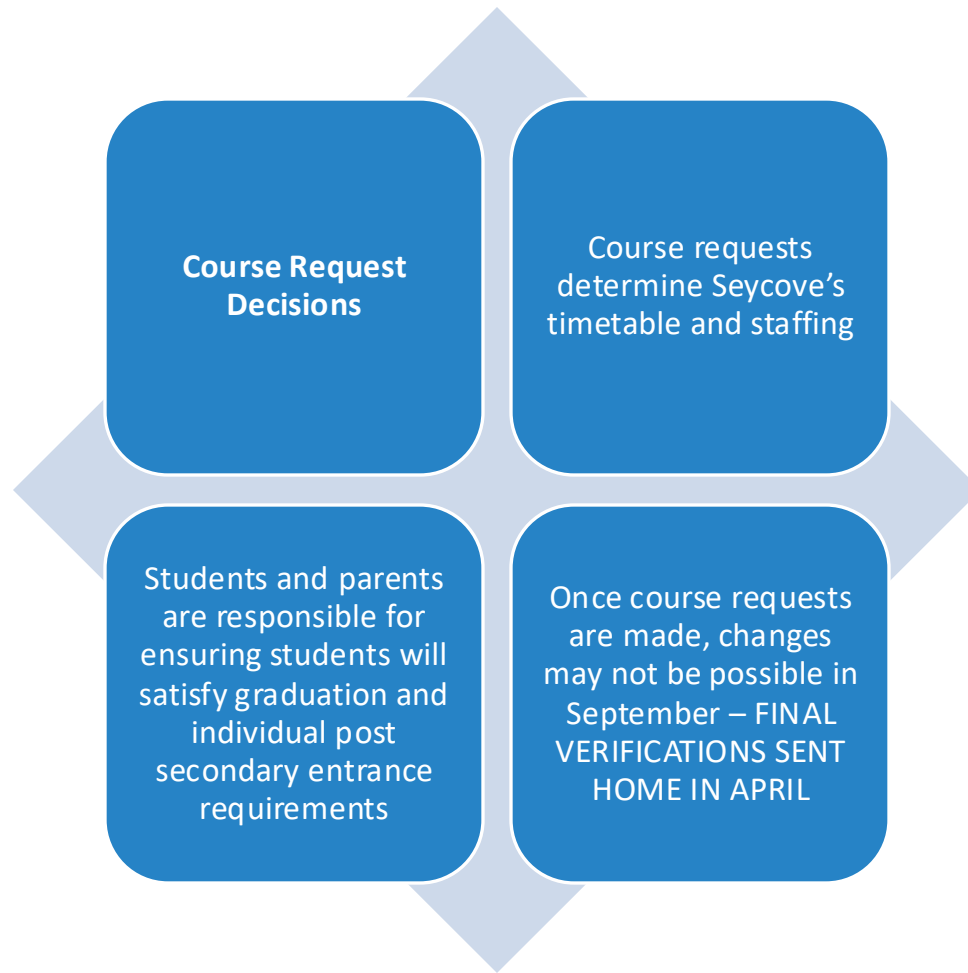 Course Request
Decisions
Course requests
determine Seycove’s
timetable and staffing
Students and parents
are responsible for
ensuring students will
satisfy graduation and
individual post
secondary entrance
requirements
Once course requests
are made, changes
may not be possible in
September – FINAL
VERIFICATIONS SENT
HOME IN APRIL